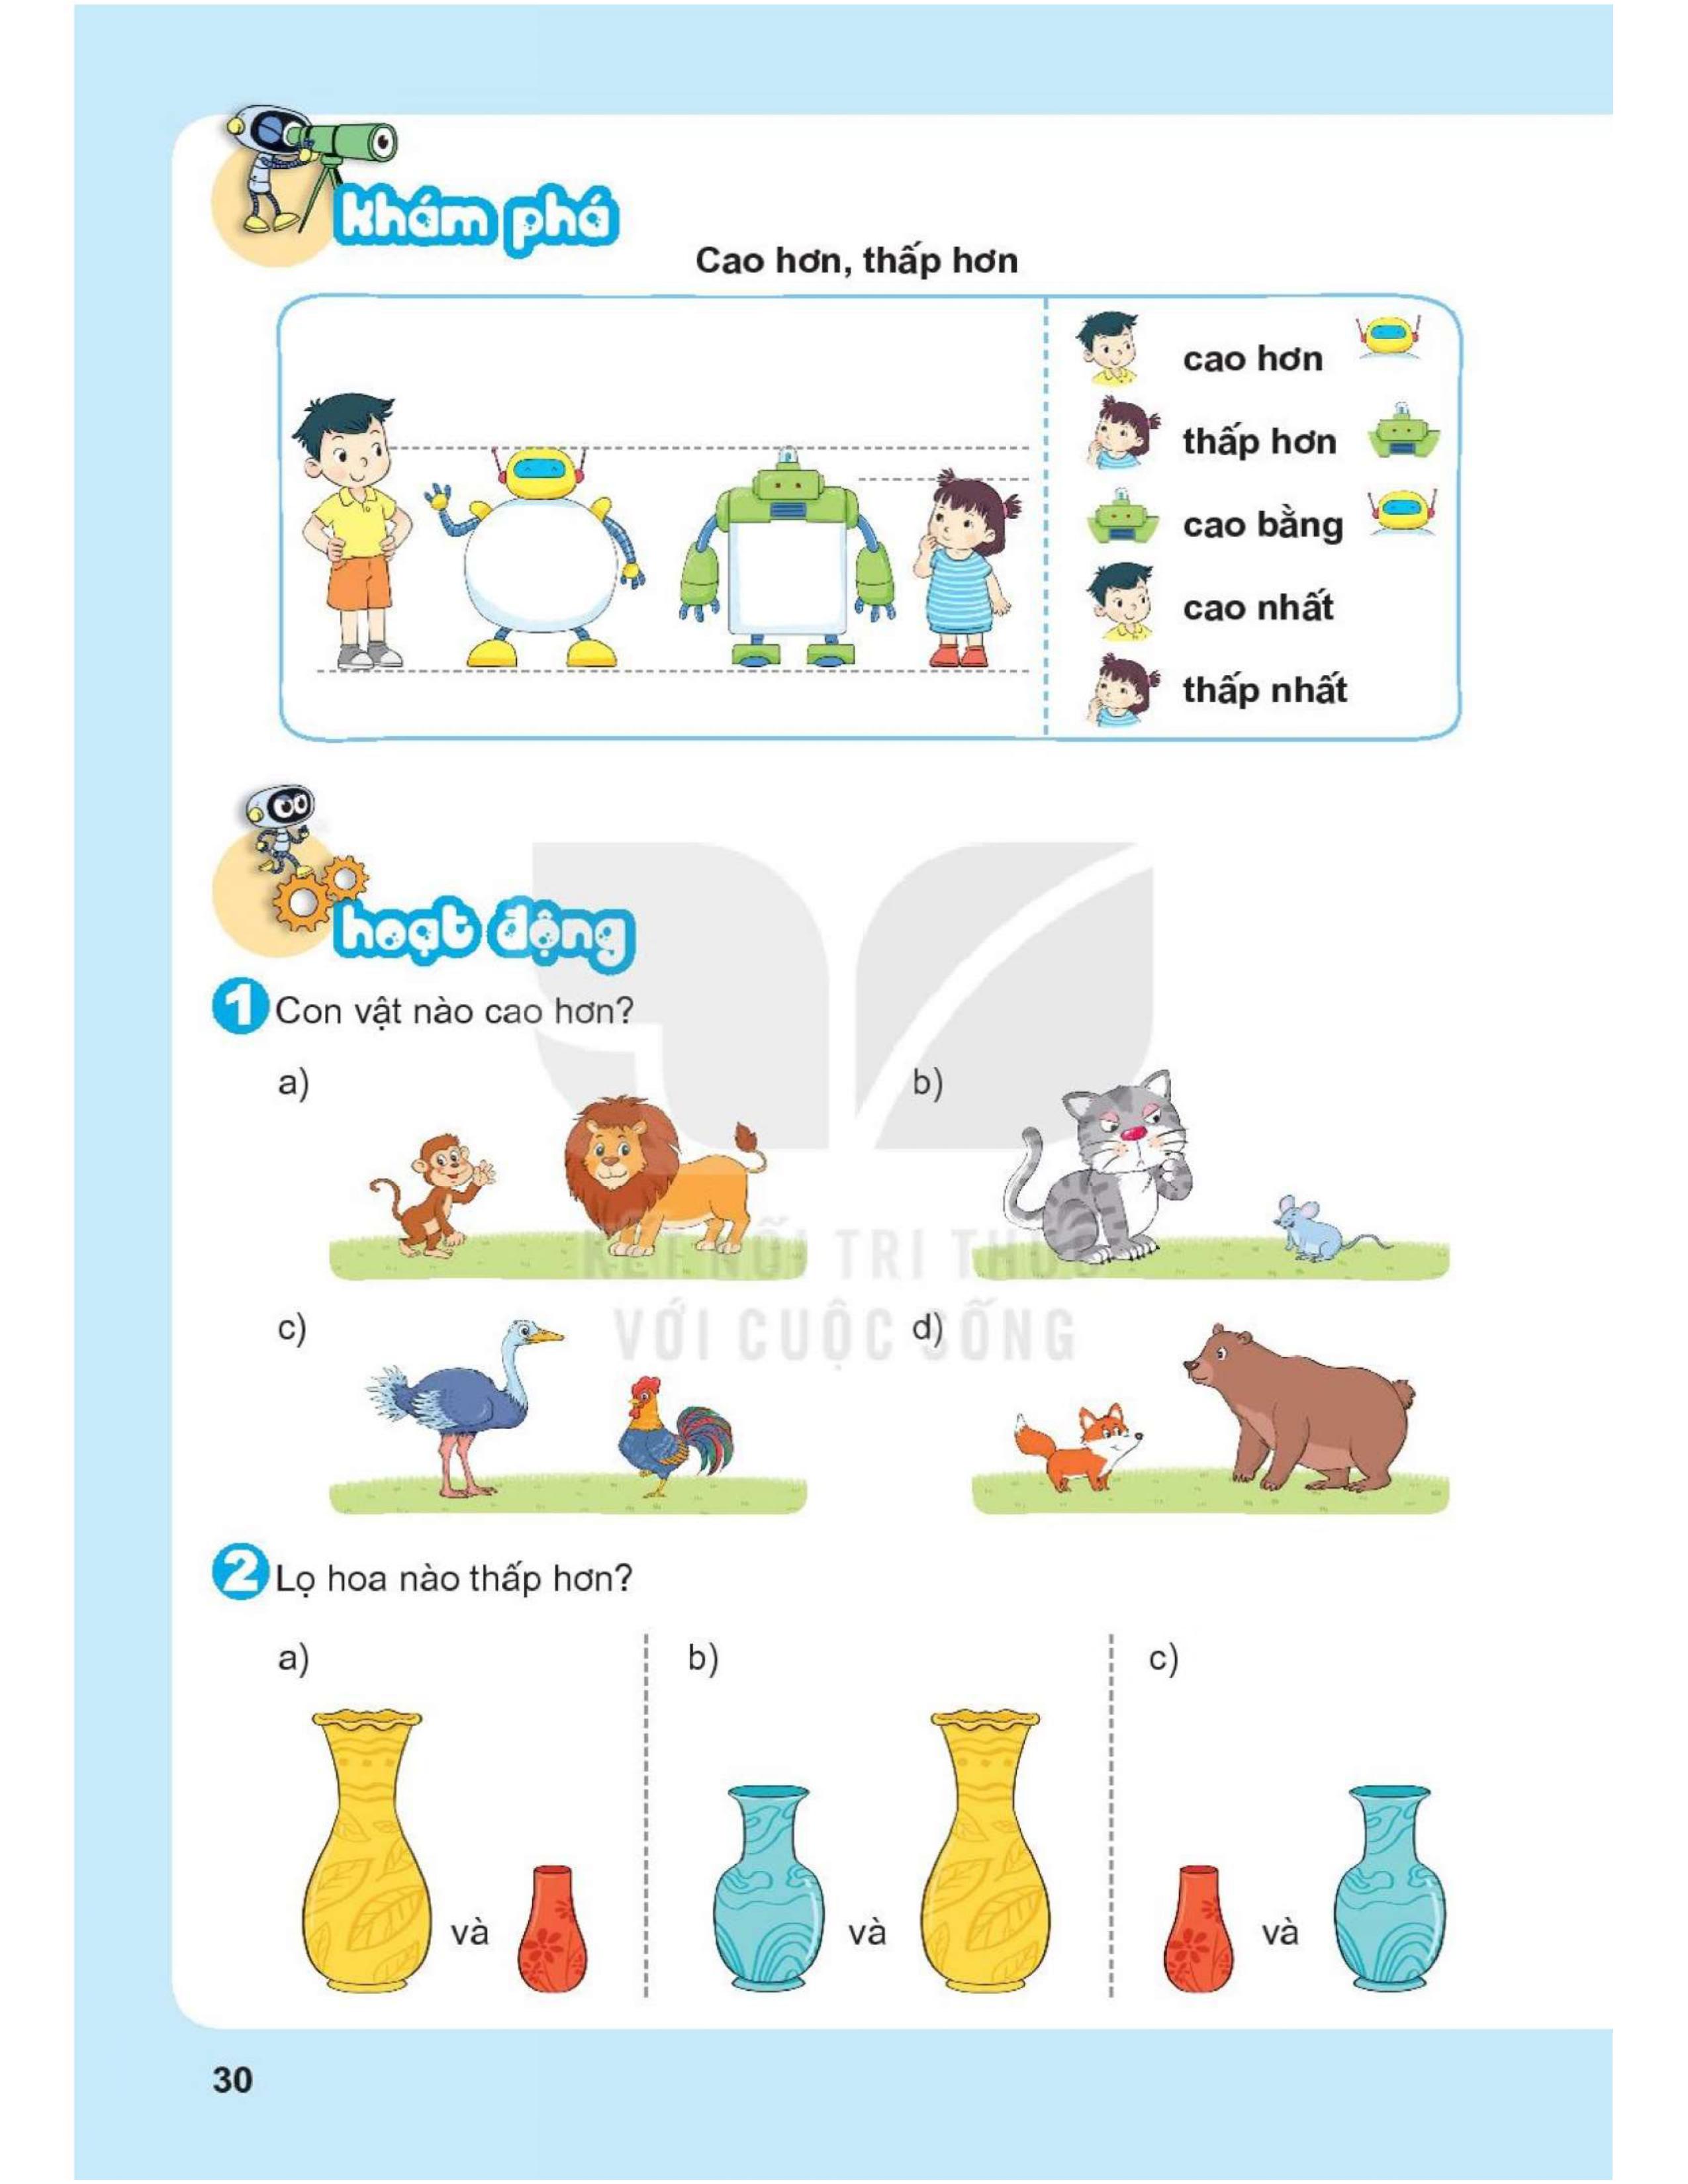 khám phá
Cao hơn, thấp hơn
cao hơn
thấp hơn
cao bằng
cao nhất
thấp nhất
hoạt động
1 Con vật nào cao hơn?
a)
b)
KẾT NỐI TRI THỨC
VỚI CUỘC SỐNG
c)
d)
2 Lọ hoa nào thấp hơn?
a)
b)
c)
và
và
và
30